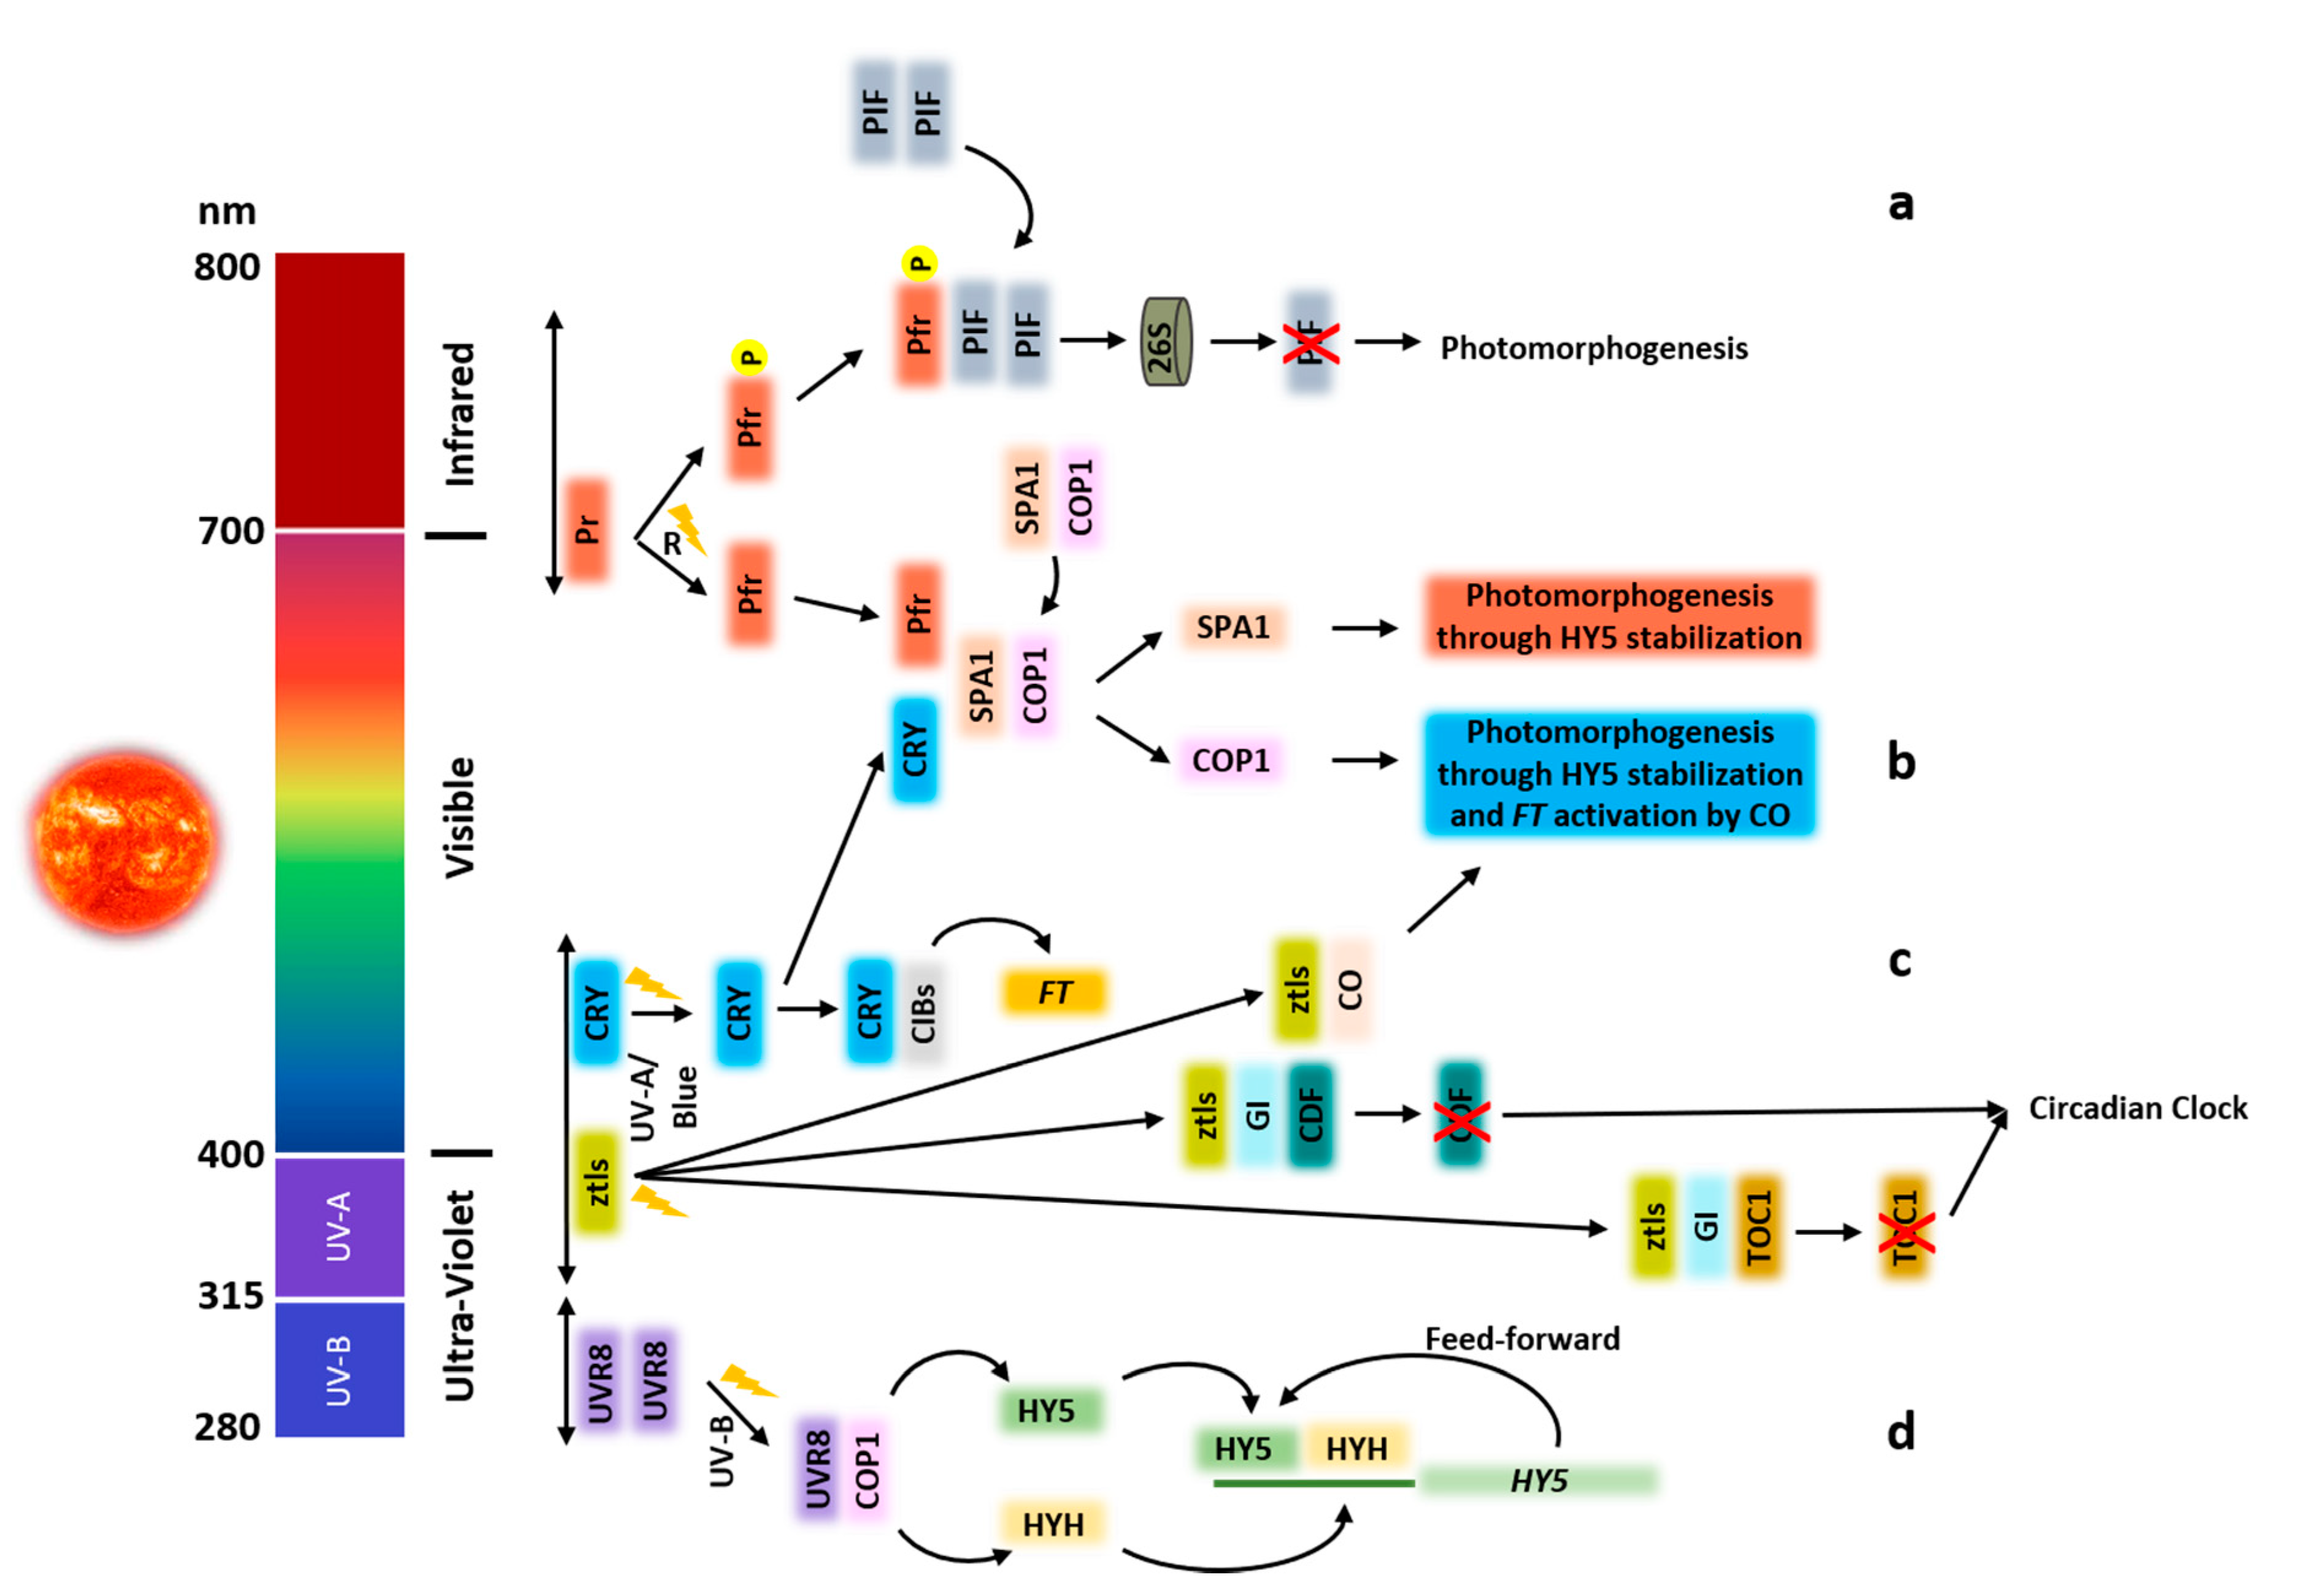 nm
800
700
400
315
280
Infrared
Visible
Ultra-Violet
UV-A
UV-B
a
PIF PIF
P
Pfr PIF PIF
26S
PIF
Photomorphogenesis
P
Pfr
Pr
R
Pfr
Pfr
SPA1 COP1
SPA1 COP1
CRY
SPA1
Photomorphogenesis
through HY5 stabilization
COP1
Photomorphogenesis
through HY5 stabilization
and FT activation by CO
b
c
CRY
UV-A/
Blue
CRY
CRY CIBs
FT
ztls CO
ztls
ztls GI CDF
CDF
Circadian Clock
ztls GI TOC1
TOC1
UVR8 UVR8
UV-B
UVR8 COP1
HY5
HYH
Feed-forward
HY5 HYH
HY5
d